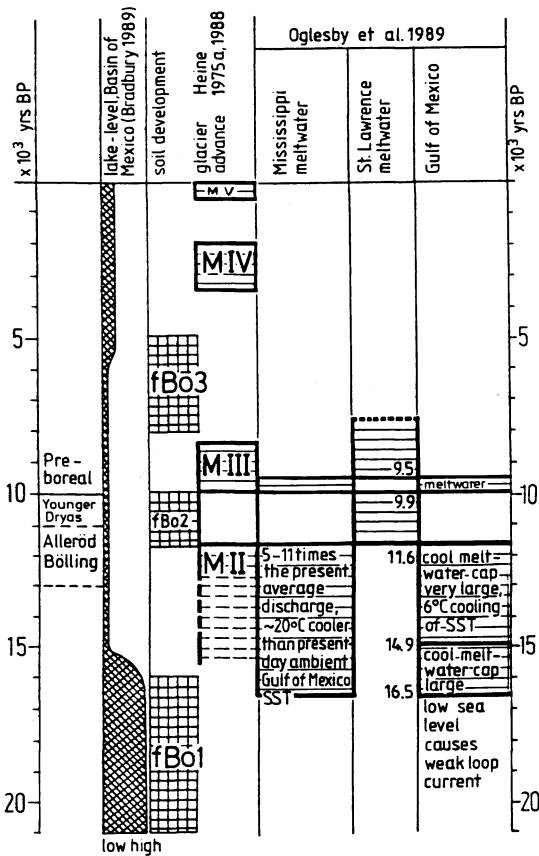 Oglesby et al. 1989
x10³ yrs BP
lake-level, Basin of
Mexico (Bradbury 1989)
soil development
glacier Heine
advance 1975a, 1988
Mississippi
meltwater
St. Lawrence
meltwater
Gulf of Mexico
x10³ yrs BP
M V
M IV
5
5
fBō3
M III
9.5
Pre-
boreal
meltwater
10
10
9.9
Younger
Dryas
fBo2
Alleröd
Bölling
M II
5-11 times
the present
average
discharge,
~20°C cooler
than present
day ambient
Gulf of Mexico
SST
11.6
14.9
16.5
cool melt-
water-cap
very large,
6°C cooling
of SST
cool melt-
water-cap
large
low sea
level
causes
weak loop
current
15
15
fBō1
20
20
low high